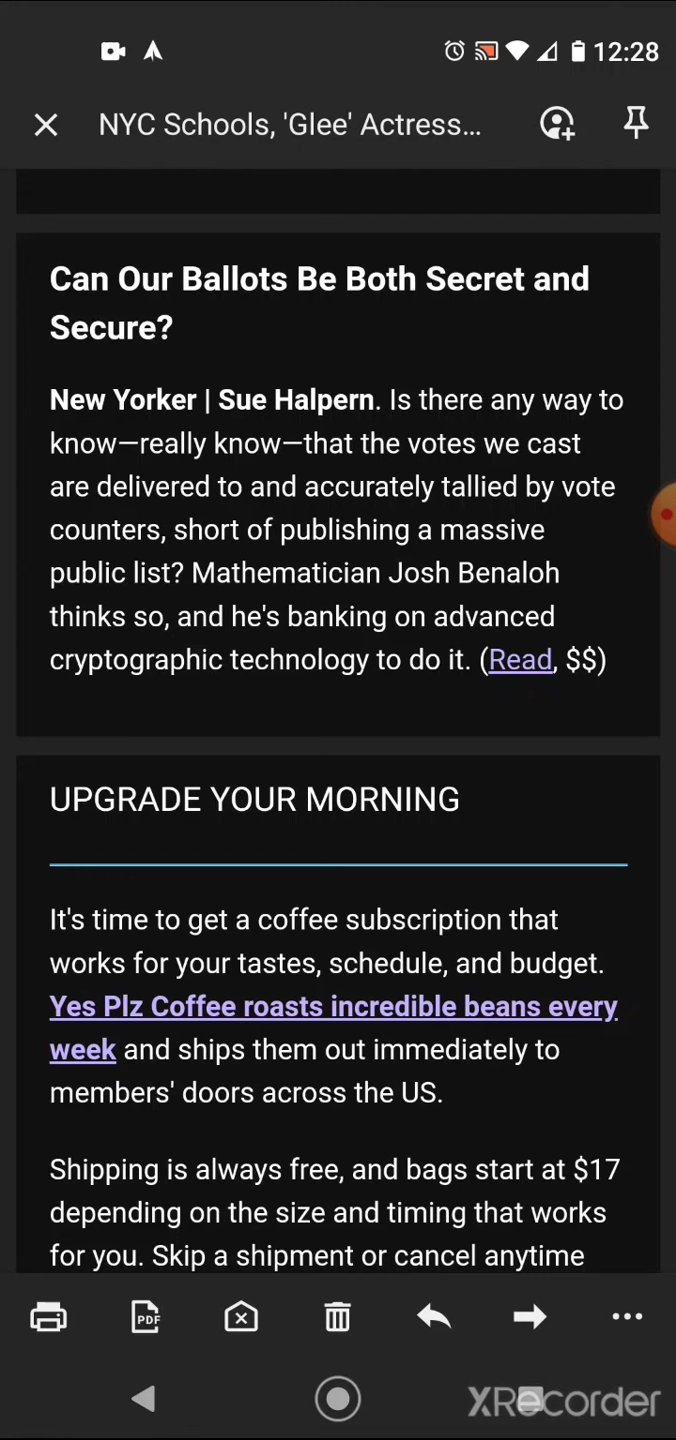 12:28
NYC Schools, 'Glee' Actress...
Can Our Ballots Be Both Secret and
Secure?
New Yorker | Sue Halpern. Is there any way to
know—really know—that the votes we cast
are delivered to and accurately tallied by vote
counters, short of publishing a massive
public list? Mathematician Josh Benaloh
thinks so, and he's banking on advanced
cryptographic technology to do it. (Read, $$)
UPGRADE YOUR MORNING
It's time to get a coffee subscription that
works for your tastes, schedule, and budget.
Yes Plz Coffee roasts incredible beans every
week and ships them out immediately to
members' doors across the US.
Shipping is always free, and bags start at $17
depending on the size and timing that works
for you. Skip a shipment or cancel anytime
PDF
XRecorder